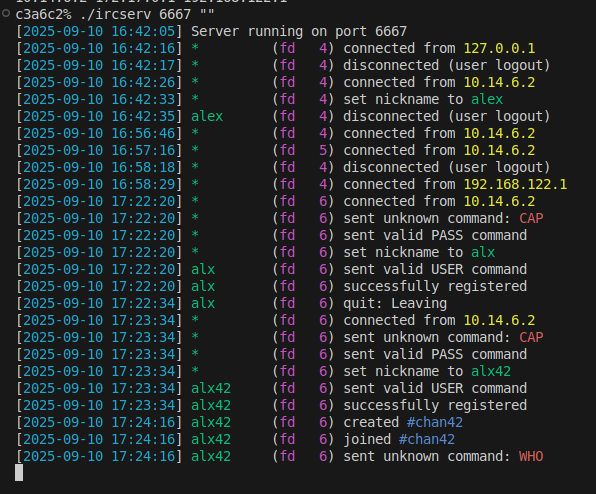 c3a6c2% ./ircserv 6667 ""
[2025-09-10 16:42:05] Server running on port 6667
[2025-09-10 16:42:16] * (fd 4) connected from 127.0.0.1
[2025-09-10 16:42:17] * (fd 4) disconnected (user logout)
[2025-09-10 16:42:26] * (fd 4) connected from 10.14.6.2
[2025-09-10 16:42:33] * (fd 4) set nickname to alex
[2025-09-10 16:42:35] alex (fd 4) disconnected (user logout)
[2025-09-10 16:56:46] * (fd 4) connected from 10.14.6.2
[2025-09-10 16:57:16] * (fd 5) connected from 10.14.6.2
[2025-09-10 16:58:18] * (fd 4) disconnected (user logout)
[2025-09-10 16:58:29] * (fd 4) connected from 192.168.122.1
[2025-09-10 17:22:20] * (fd 6) connected from 10.14.6.2
[2025-09-10 17:22:20] * (fd 6) sent unknown command: CAP
[2025-09-10 17:22:20] * (fd 6) sent valid PASS command
[2025-09-10 17:22:20] * (fd 6) set nickname to alx
[2025-09-10 17:22:20] alx (fd 6) sent valid USER command
[2025-09-10 17:22:20] alx (fd 6) successfully registered
[2025-09-10 17:22:34] alx (fd 6) quit: Leaving
[2025-09-10 17:23:34] * (fd 6) connected from 10.14.6.2
[2025-09-10 17:23:34] * (fd 6) sent unknown command: CAP
[2025-09-10 17:23:34] * (fd 6) sent valid PASS command
[2025-09-10 17:23:34] * (fd 6) set nickname to alx42
[2025-09-10 17:23:34] alx42 (fd 6) sent valid USER command
[2025-09-10 17:23:34] alx42 (fd 6) successfully registered
[2025-09-10 17:24:16] alx42 (fd 6) created #chan42
[2025-09-10 17:24:16] alx42 (fd 6) joined #chan42
[2025-09-10 17:24:16] alx42 (fd 6) sent unknown command: WHO